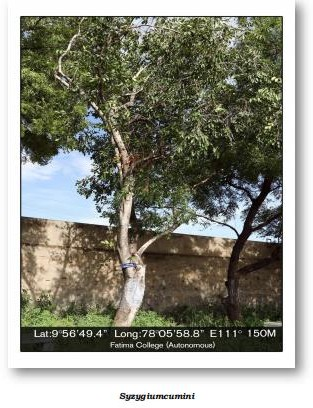 Lat:9°56'49.4" Long:78°05'58.8" E111° 150M
Fatima College (Autonomous)
Syzygiumcumini